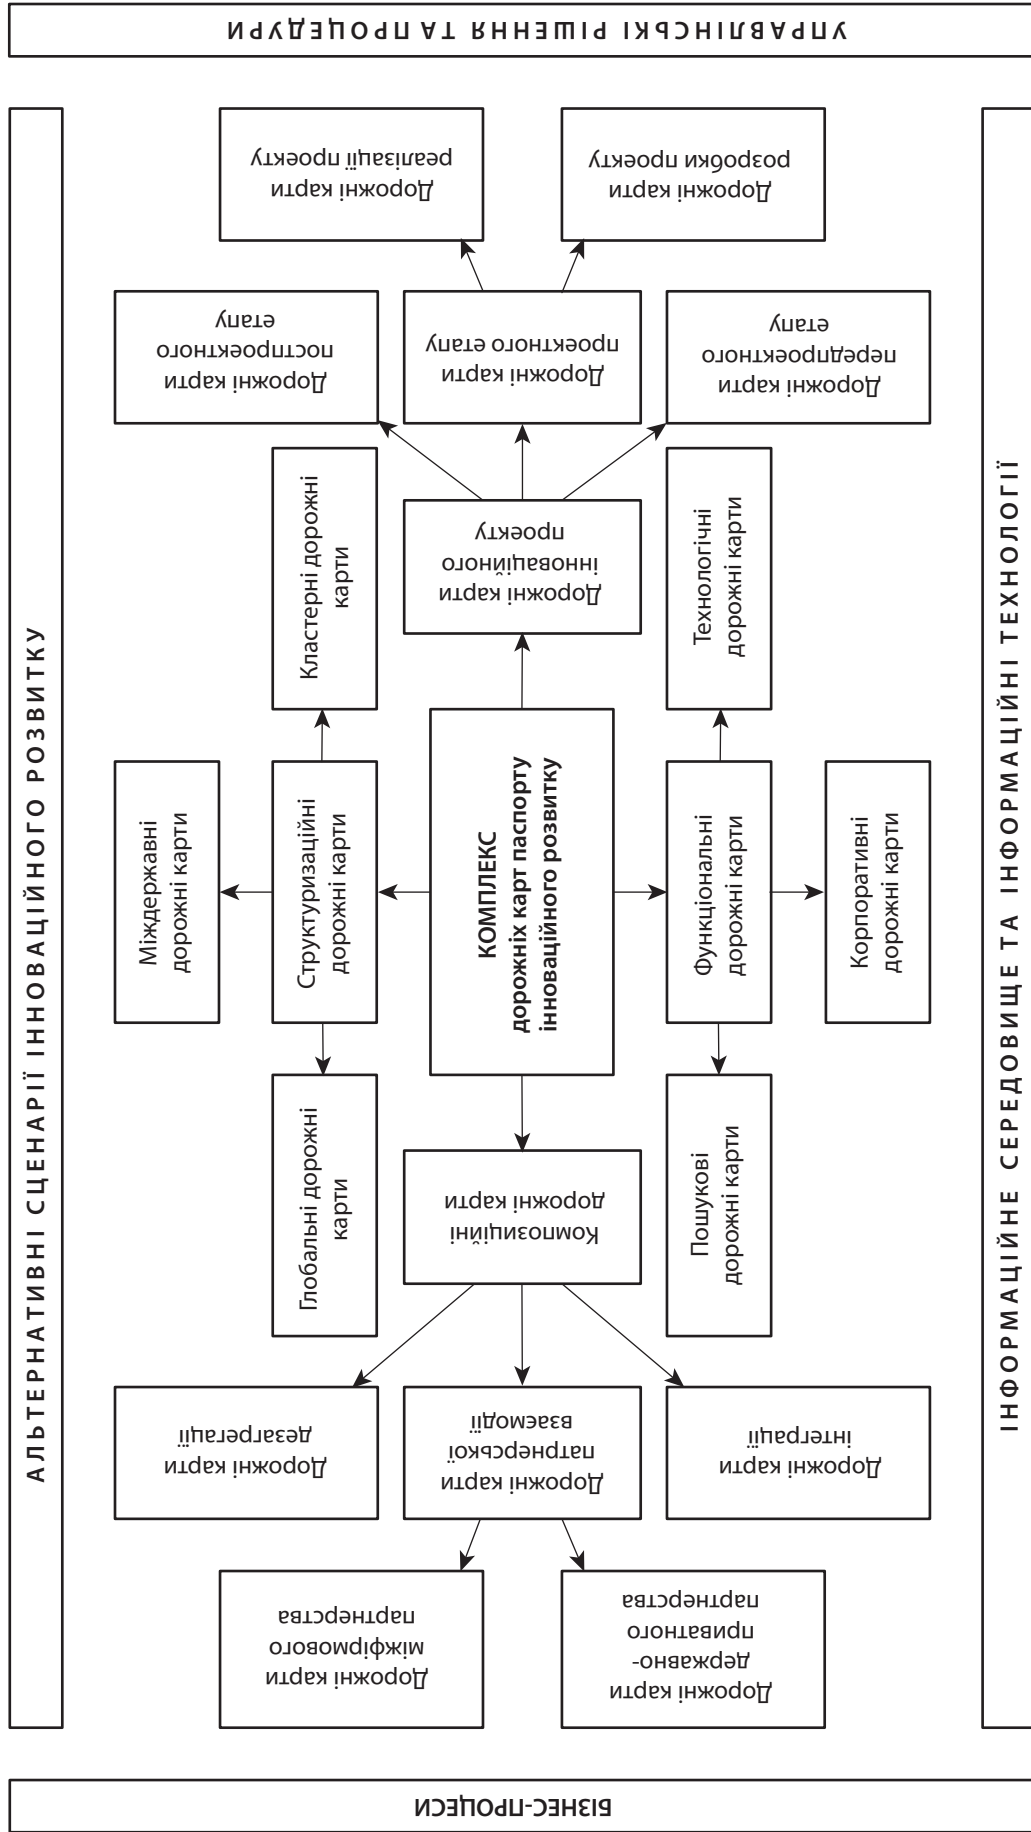 УПРАВЛІНСЬКІ РІШЕННЯ ТА ПРОЦЕДУРИ
АЛЬТЕРНАТИВНІ СЦЕНАРІЇ ІННОВАЦІЙНОГО РОЗВИТКУ
Дорожні карти
реалізації проекту
Дорожні карти
розробки проекту
Дорожні карти
постпроектного
етапу
Дорожні карти
проектного етапу
Дорожні карти
передпроектного
етапу
Кластерні дорожні
карти
Дорожні карти
інноваційного
проекту
Технологічні
дорожні карти
Міждержавні
дорожні карти
Структуризаційні
дорожні карти
КОМПЛЕКС
дорожніх карт паспорту
інноваційного розвитку
Функціональні
дорожні карти
Корпоративні
дорожні карти
Глобальні дорожні
карти
Композиційні
дорожні карти
Пошукові
дорожні карти
Дорожні карти
дезагрегації
Дорожні карти
патрнерської
взаємодії
Дорожні карти
інтеграції
Дорожні карти
міжфірмового
партнерства
Дорожні карти
державно-
приватного
партнерства
ІНФОРМАЦІЙНЕ СЕРЕДОВИЩЕ ТА ІНФОРМАЦІЙНІ ТЕХНОЛОГІЇ
БІЗНЕС-ПРОЦЕСИ